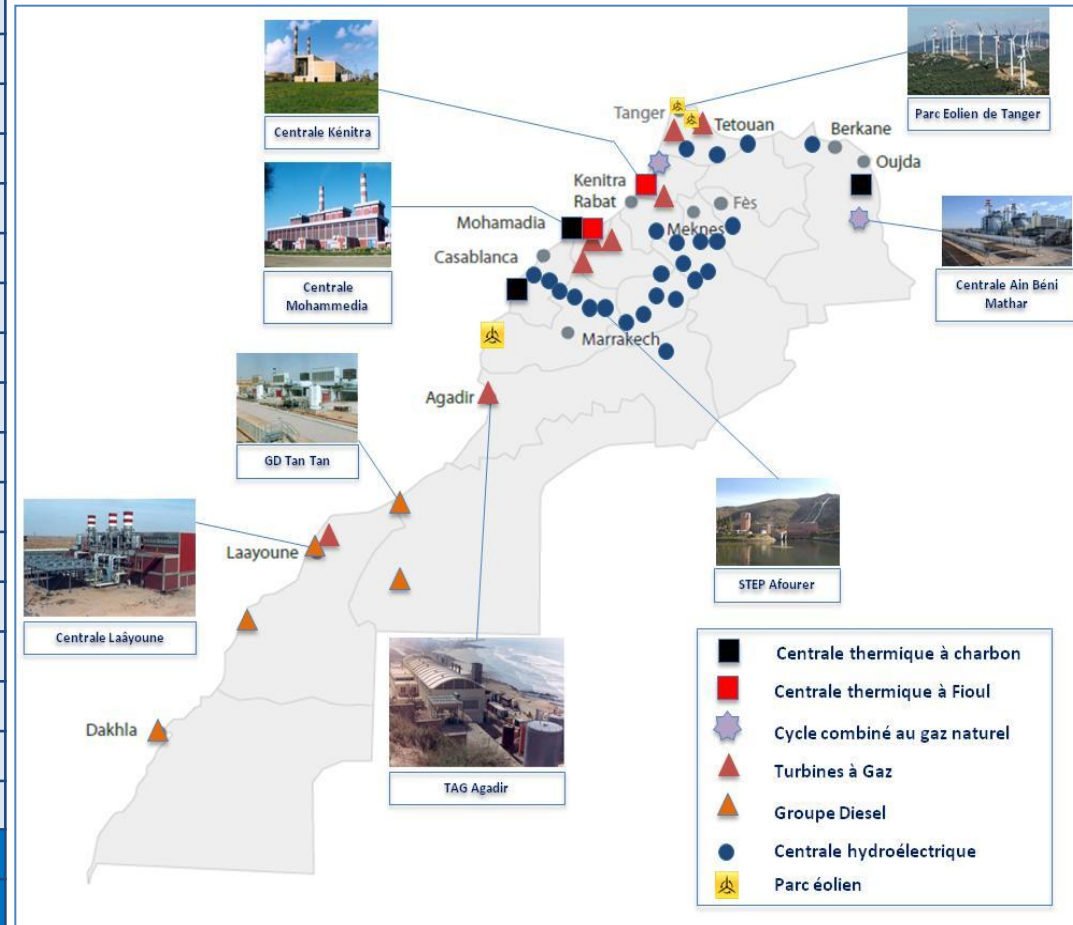 Centrale Kénitra
Parc Eolien de Tanger
Tanger
Tetouan
Berkane
Oujda
Kenitra
Rabat
Fès
Meknes
Mohamadia
Casablanca
Centrale
Mohammedia
Centrale Ain Béni
Mathar
Marrakech
Agadir
GD Tan Tan
Laayoune
STEP Afourer
Centrale Laâyoune
Dakhla
TAG Agadir
Centrale thermique à charbon
Centrale thermique à Fioul
Cycle combiné au gaz naturel
Turbines à Gaz
Groupe Diesel
Centrale hydroélectrique
Parc éolien